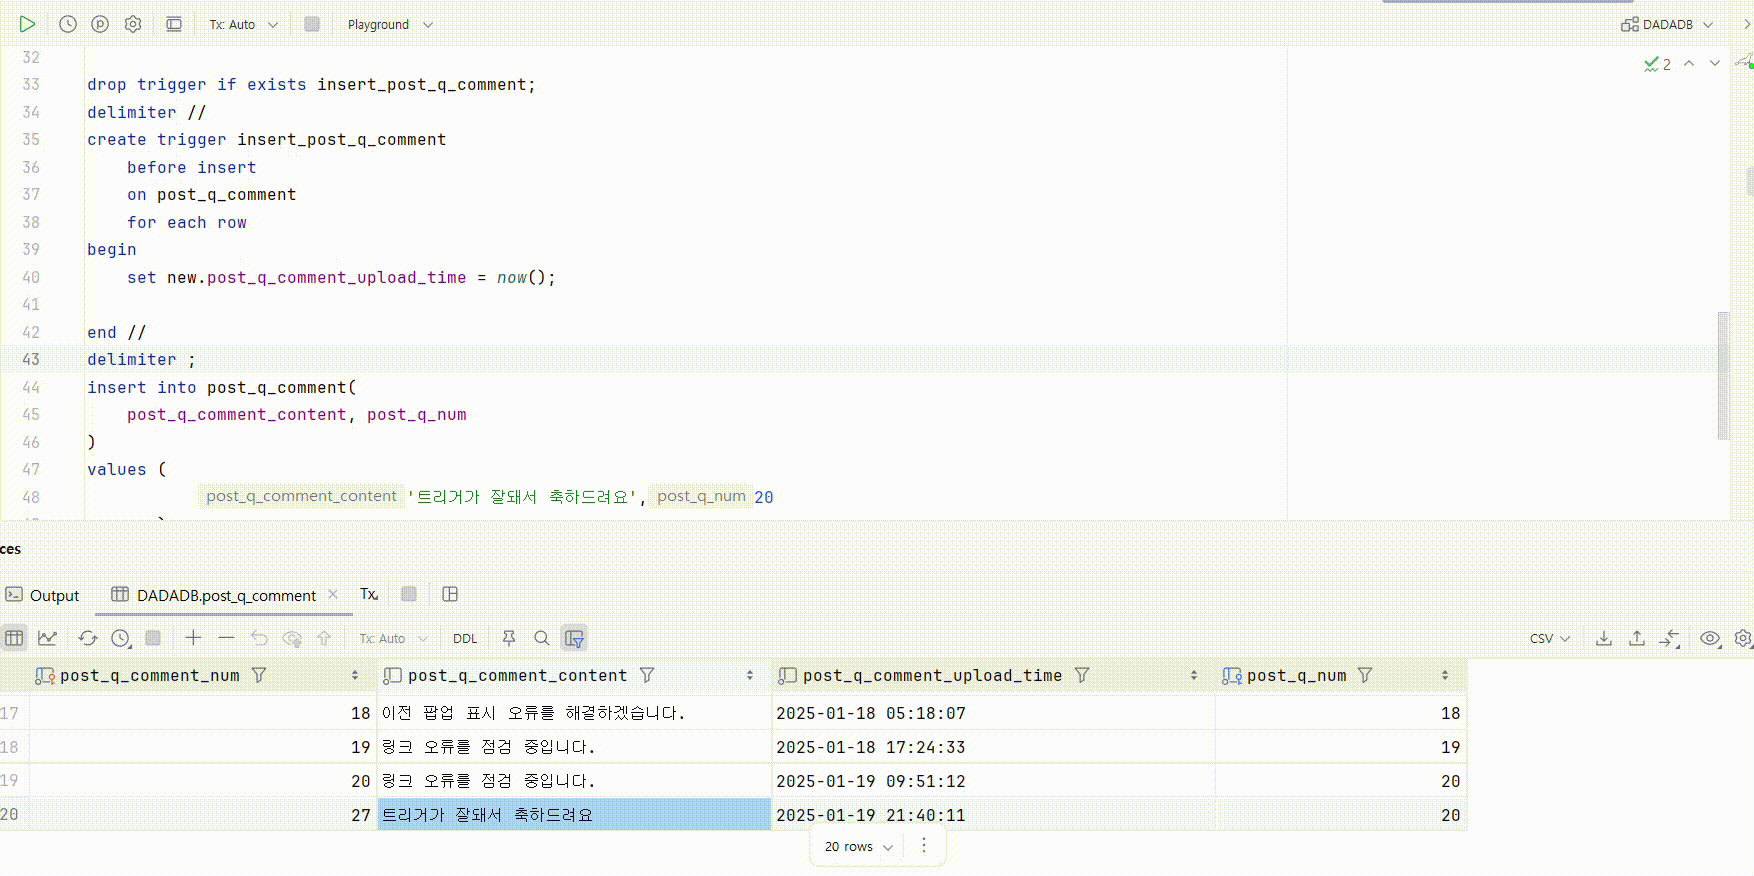 Tx: Auto Playground DADADB
32
33 drop trigger if exists insert_post_q_comment;
2
34 delimiter //
35 create trigger insert_post_q_comment
36 before insert
37 on post_q_comment
38 for each row
39 begin
40 set new.post_q_comment_upload_time = now();
41
42 end //
43 delimiter ;
44 insert into post_q_comment(
45 post_q_comment_content, post_q_num
46 )
47 values (
48 post_q_comment_content '트리거가 잘돼서 축하드려요', post_q_num 20
ces
Output DADADB.post_q_comment × Tx
Tx: Auto DDL CSV
post_q_comment_num post_q_comment_content post_q_comment_upload_time post_q_num
17 18 이전 팝업 표시 오류를 해결하겠습니다. 2025-01-18 05:18:07 18
18 19 링크 오류를 점검 중입니다. 2025-01-18 17:24:33 19
19 20 링크 오류를 점검 중입니다. 2025-01-19 09:51:12 20
20 27 트리거가 잘돼서 축하드려요 2025-01-19 21:40:11 20
20 rows